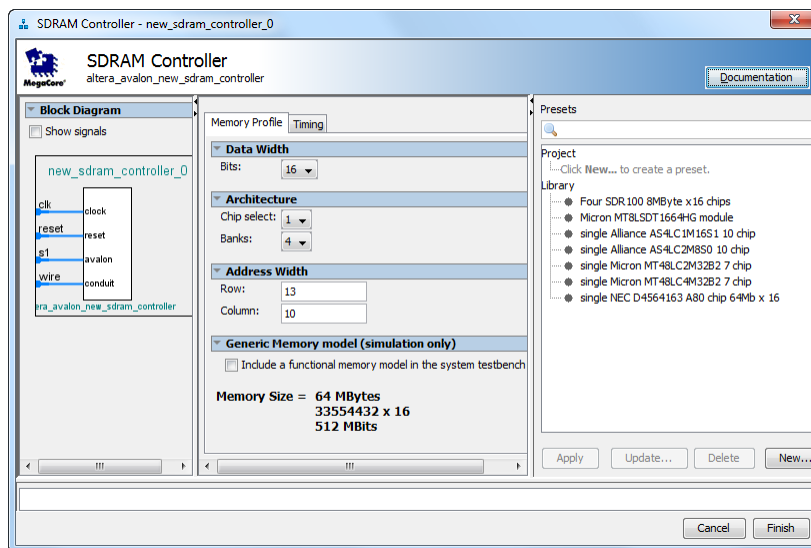 SDRAM Controller - new_sdram_controller_0
SDRAM Controller
altera_avalon_new_sdram_controller
MegaCore®
Documentation
Block Diagram
Show signals
new_sdram_controller_0
clk
clock
reset
reset
s1
avalon
wire
conduit
era_avalon_new_sdram_controller
Memory Profile
Timing
Data Width
Bits:
16
Architecture
Chip select:
1
Banks:
4
Address Width
Row:
13
Column:
10
Generic Memory model (simulation only)
Include a functional memory model in the system testbench
Memory Size = 64 MBytes
33554432 x 16
512 MBits
Presets
Project
Click New... to create a preset.
Library
Four SDR100 8MByte x16 chips
Micron MT8LSDT1664HG module
single Alliance AS4LC1M16S1 10 chip
single Alliance AS4LC2M8S0 10 chip
single Micron MT48LC2M32B2 7 chip
single Micron MT48LC4M32B2 7 chip
single NEC D4564163 A80 chip 64Mb x 16
Apply
Update...
Delete
New...
Cancel
Finish